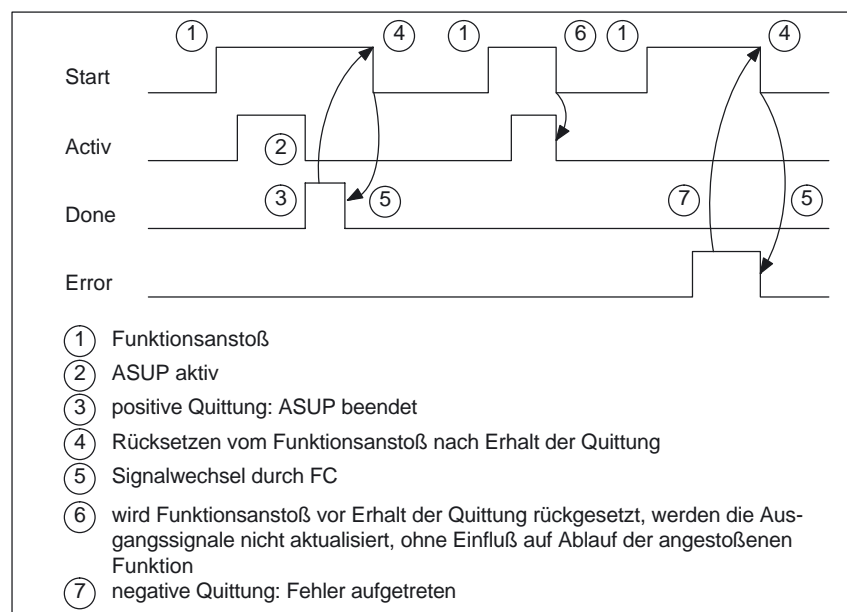 1 4 1 6 1 4
Start
Activ
2
3 5 7 5
Done
Error
1 Funktionsanstoß
2 ASUP aktiv
3 positive Quittung: ASUP beendet
4 Rücksetzen vom Funktionsanstoß nach Erhalt der Quittung
5 Signalwechsel durch FC
6 wird Funktionsanstoß vor Erhalt der Quittung rückgesetzt, werden die Aus-
gangssignale nicht aktualisiert, ohne Einfluß auf Ablauf der angestoßenen
Funktion
7 negative Quittung: Fehler aufgetreten